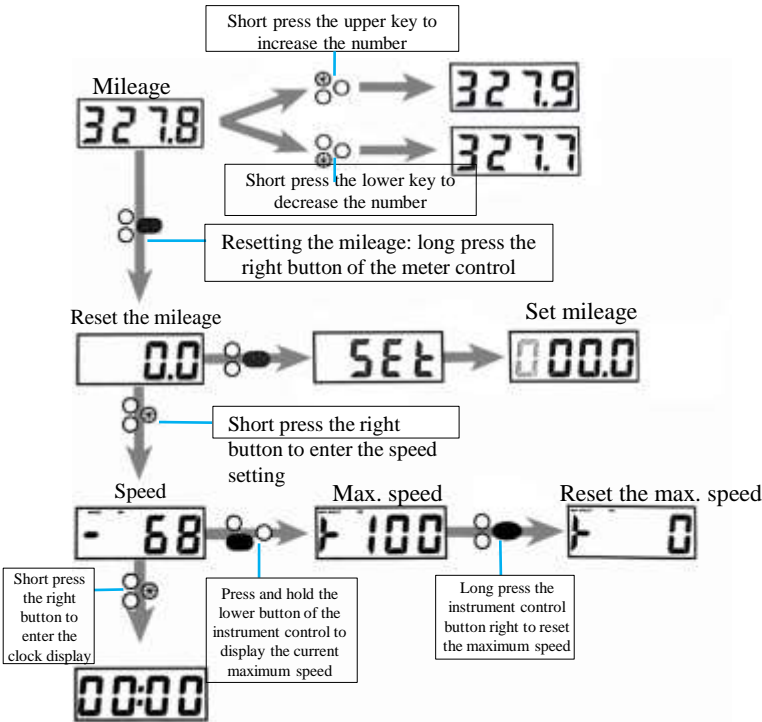 Short press the upper key to
increase the number
Mileage
327.8
327.9
327.7
Short press the lower key to
decrease the number
Resetting the mileage: long press the
right button of the meter control
Reset the mileage
Set mileage
0.0
SEt
000.0
Short press the right
button to enter the speed
setting
Speed
Max. speed
Reset the max. speed
- 68
100
0
Short press
the right
button to
enter the
clock display
Press and hold the
lower button of the
instrument control to
display the current
maximum speed
Long press the
instrument control
button right to reset
the maximum speed
00:00